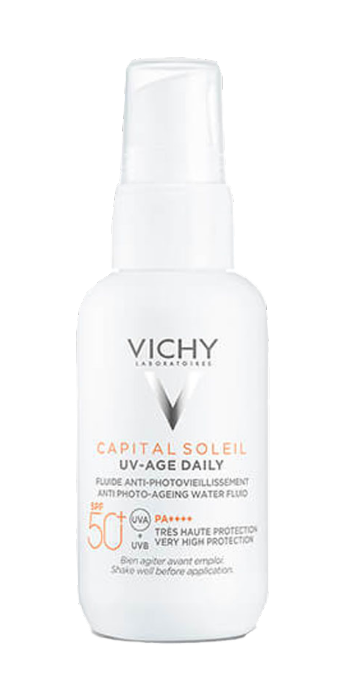 VICHY
LABORATOIRES
CAPITAL SOLEIL
UV-AGE DAILY
FLUIDE ANTI-PHOTOVIEILLISSEMENT
ANTI PHOTO-AGEING WATER FLUID
SPF
50+
UVA
+
UVB
PA++++
TRÈS HAUTE PROTECTION
VERY HIGH PROTECTION
Bien agiter avant emploi.
Shake well before application.